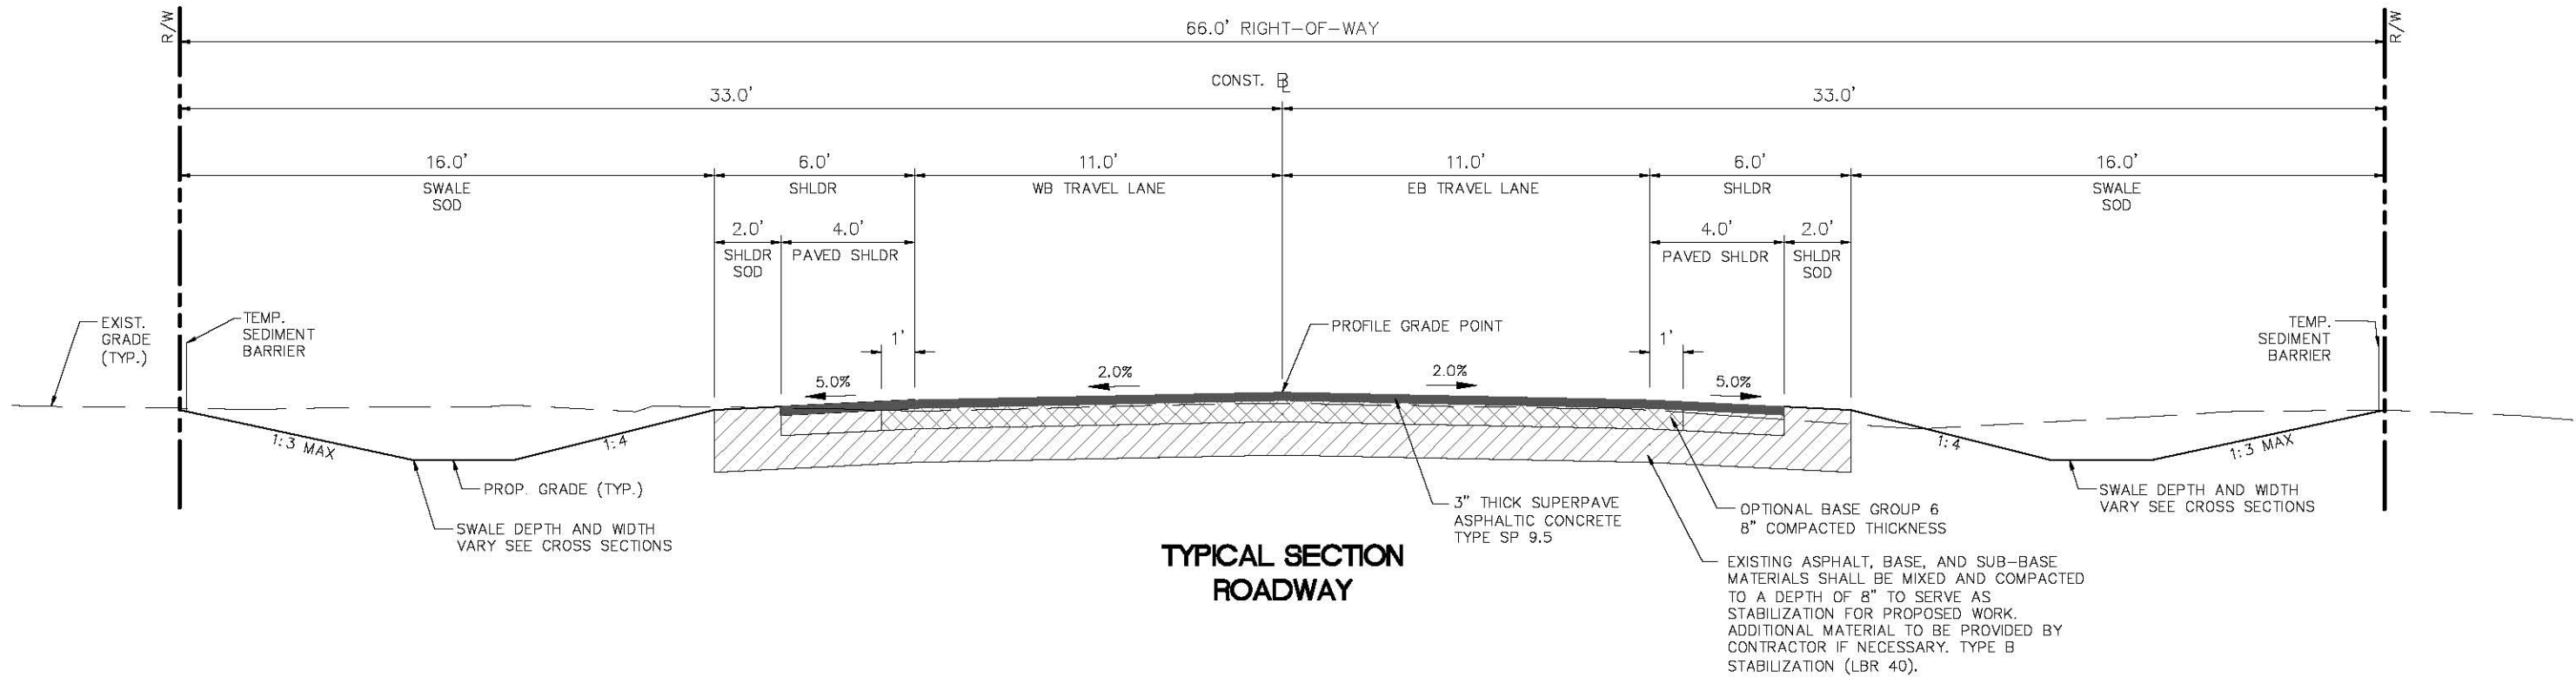 R/W
66.0' RIGHT-OF-WAY
R/W
CONST. BL
33.0'
33.0'
16.0'
SWALE
SOD
6.0'
SHLDR
11.0'
WB TRAVEL LANE
11.0'
EB TRAVEL LANE
6.0'
SHLDR
16.0'
SWALE
SOD
2.0'
SHLDR
SOD
4.0'
PAVED SHLDR
4.0'
PAVED SHLDR
2.0'
SHLDR
SOD
EXIST.
GRADE
(TYP.)
TEMP.
SEDIMENT
BARRIER
1'
PROFILE GRADE POINT
1'
TEMP.
SEDIMENT
BARRIER
5.0%
2.0%
2.0%
5.0%
1:3 MAX
1:4
1:4
1:3 MAX
PROP. GRADE (TYP.)
SWALE DEPTH AND WIDTH
VARY SEE CROSS SECTIONS
3" THICK SUPERPAVE
ASPHALTIC CONCRETE
TYPE SP 9.5
OPTIONAL BASE GROUP 6
8" COMPACTED THICKNESS
SWALE DEPTH AND WIDTH
VARY SEE CROSS SECTIONS
EXISTING ASPHALT, BASE, AND SUB-BASE
MATERIALS SHALL BE MIXED AND COMPACTED
TO A DEPTH OF 8" TO SERVE AS
STABILIZATION FOR PROPOSED WORK.
ADDITIONAL MATERIAL TO BE PROVIDED BY
CONTRACTOR IF NECESSARY. TYPE B
STABILIZATION (LBR 40).
TYPICAL SECTION
ROADWAY